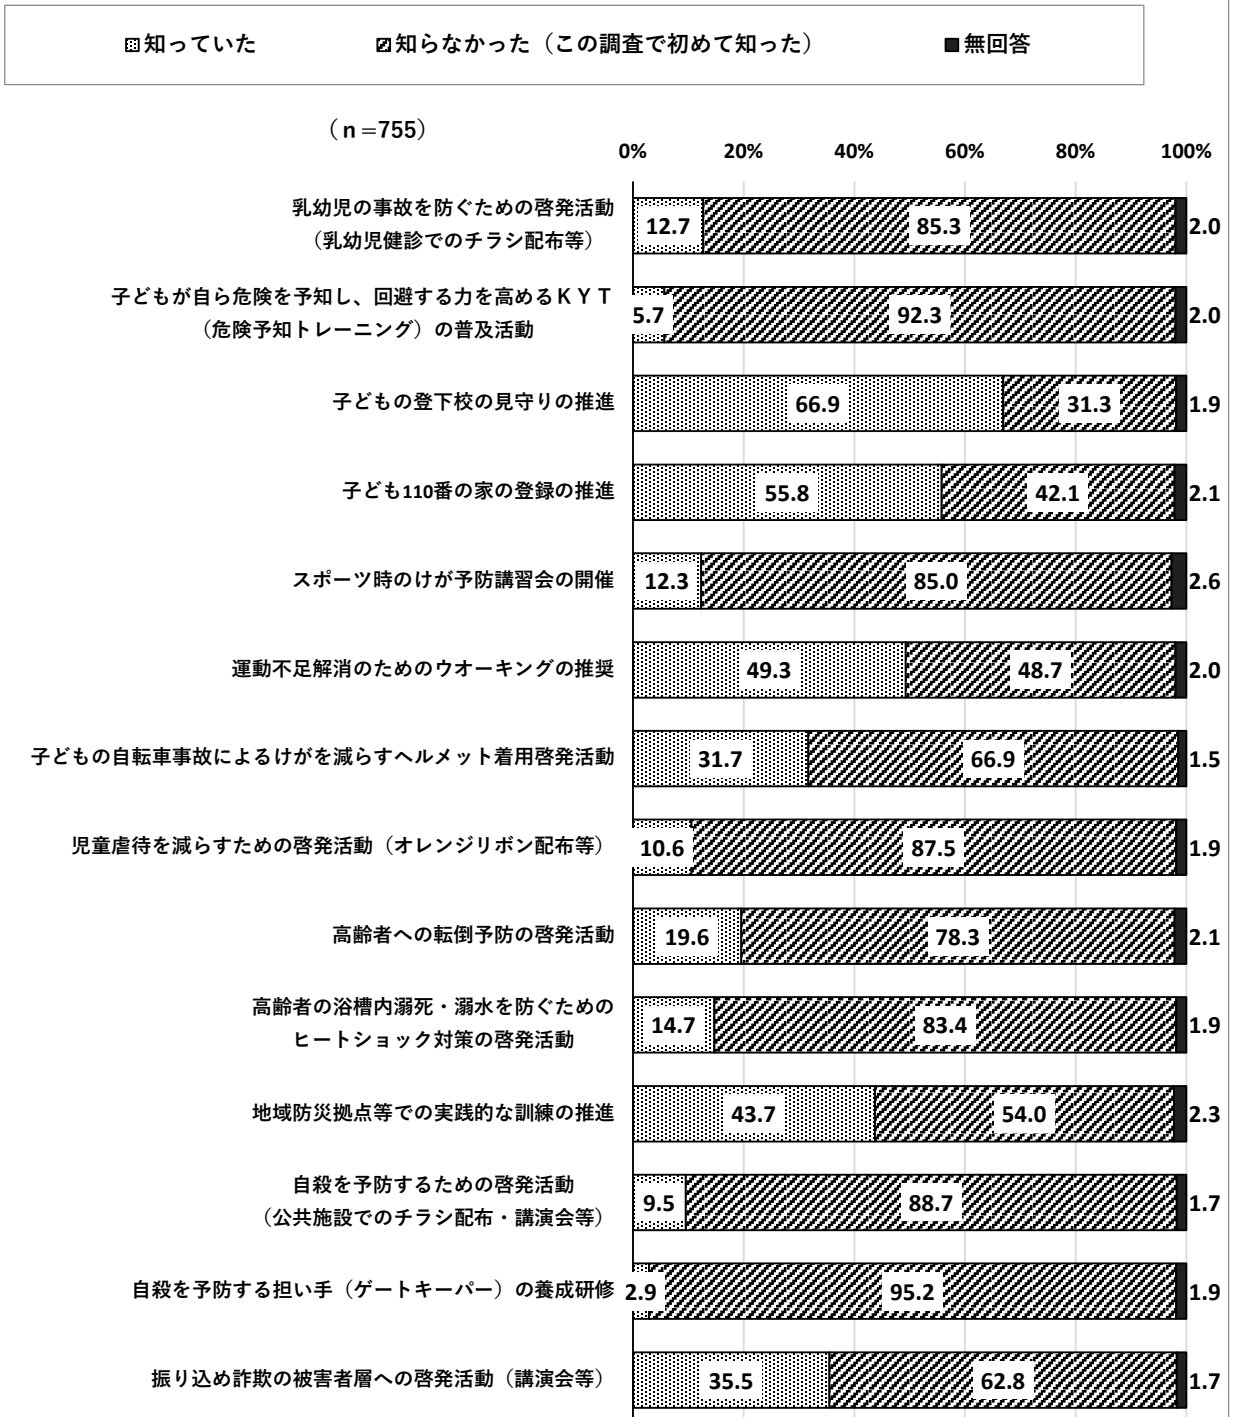 知っていた 知らなかった（この調査で初めて知った） 無回答
（ｎ＝755）
0% 20% 40% 60% 80% 100%
乳幼児の事故を防ぐための啓発活動
（乳幼児健診でのチラシ配布等）
12.7 85.3 2.0
子どもが自ら危険を予知し、回避する力を高めるＫＹＴ
（危険予知トレーニング）の普及活動
5.7 92.3 2.0
子どもの登下校の見守りの推進 66.9 31.3 1.9
子ども110番の家の登録の推進 55.8 42.1 2.1
スポーツ時のけが予防講習会の開催 12.3 85.0 2.6
運動不足解消のためのウオーキングの推奨 49.3 48.7 2.0
子どもの自転車事故によるけがを減らすヘルメット着用啓発活動 31.7 66.9 1.5
児童虐待を減らすための啓発活動（オレンジリボン配布等） 10.6 87.5 1.9
高齢者への転倒予防の啓発活動 19.6 78.3 2.1
高齢者の浴槽内溺死・溺水を防ぐための
ヒートショック対策の啓発活動
14.7 83.4 1.9
地域防災拠点等での実践的な訓練の推進 43.7 54.0 2.3
自殺を予防するための啓発活動
（公共施設でのチラシ配布・講演会等）
9.5 88.7 1.7
自殺を予防する担い手（ゲートキーパー）の養成研修 2.9 95.2 1.9
振り込め詐欺の被害者層への啓発活動（講演会等） 35.5 62.8 1.7